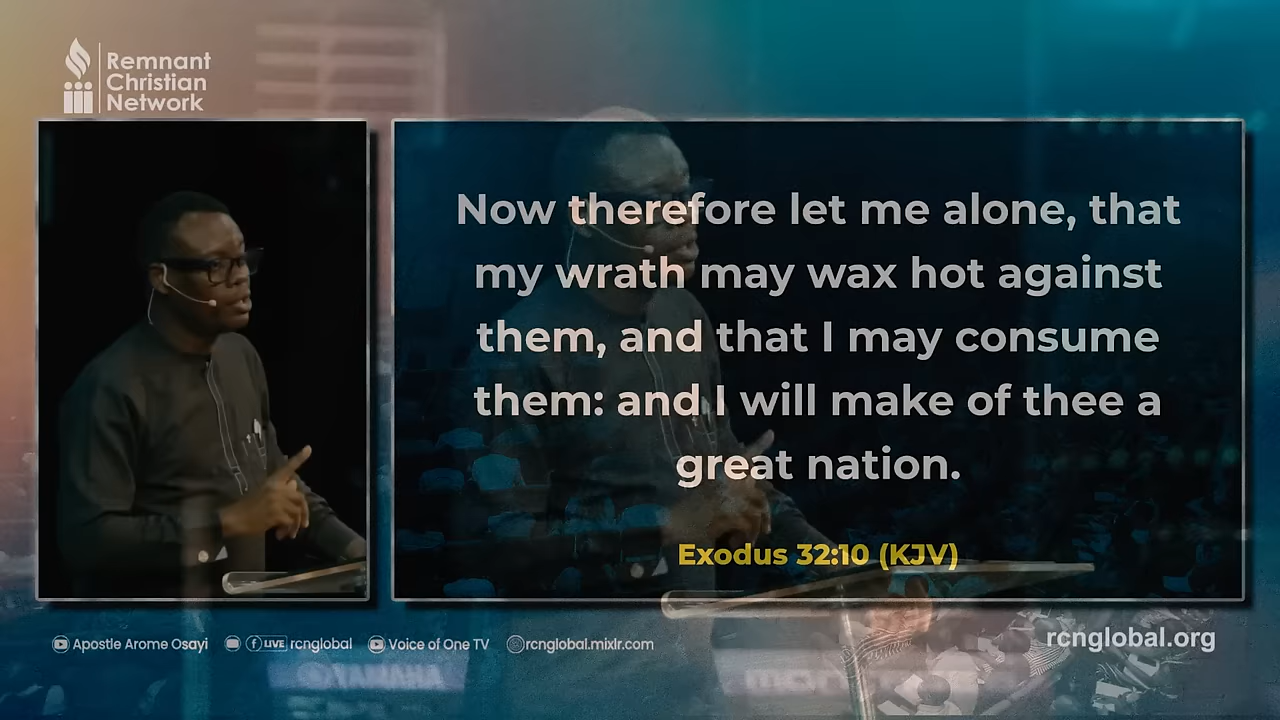 Remnant
Christian
Network
Now therefore let me alone, that
my wrath may wax hot against
them, and that I may consume
them: and I will make of thee a
great nation.
Exodus 32:10 (KJV)
Apostle Arome Osayi
LIVE rcnglobal
Voice of One TV
rcnglobal.mixlr.com
rcnglobal.org
YAMAHA